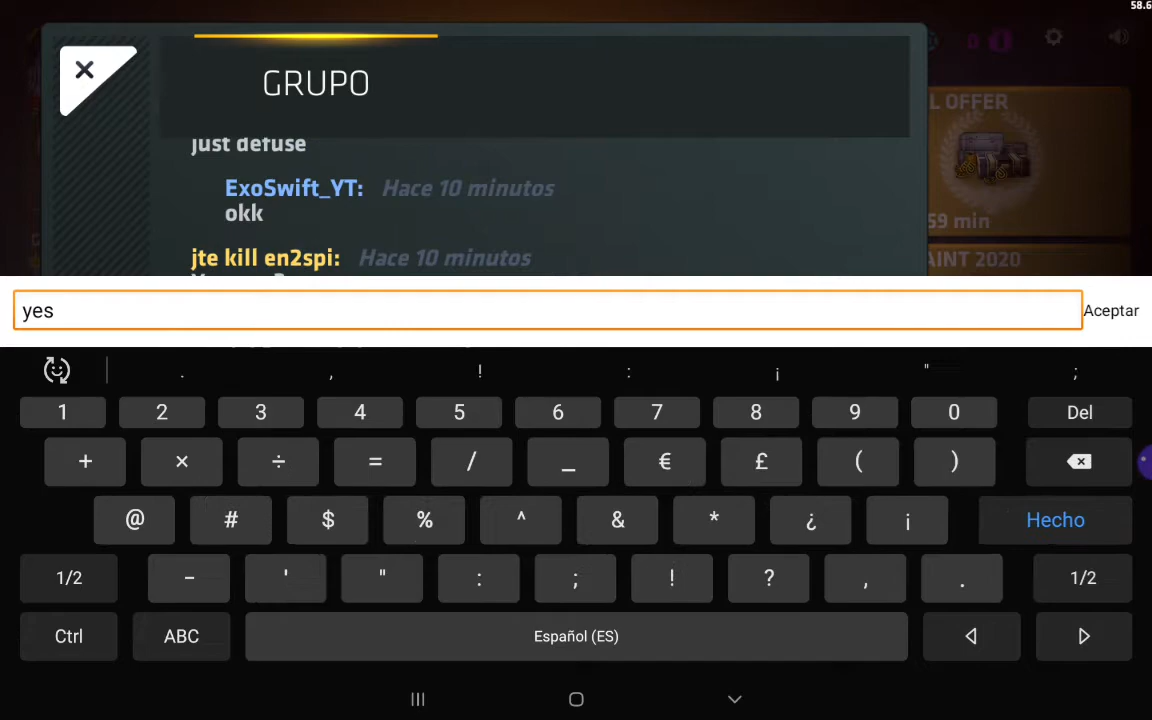 58.6
GRUPO
just defuse
L OFFER
ExoSwift_YT: Hace 10 minutos
okk
59 min
jte kill en2spi: Hace 10 minutos
AINT 2020
yes
Aceptar
. , ! : ¡ " ;
1 2 3 4 5 6 7 8 9 0 Del
+ × ÷ = / _ € £ ( )
@ # $ % ^ & * ¿ ¡ Hecho
1/2 - ' " : ; ! ? , . 1/2
Ctrl ABC Español (ES)